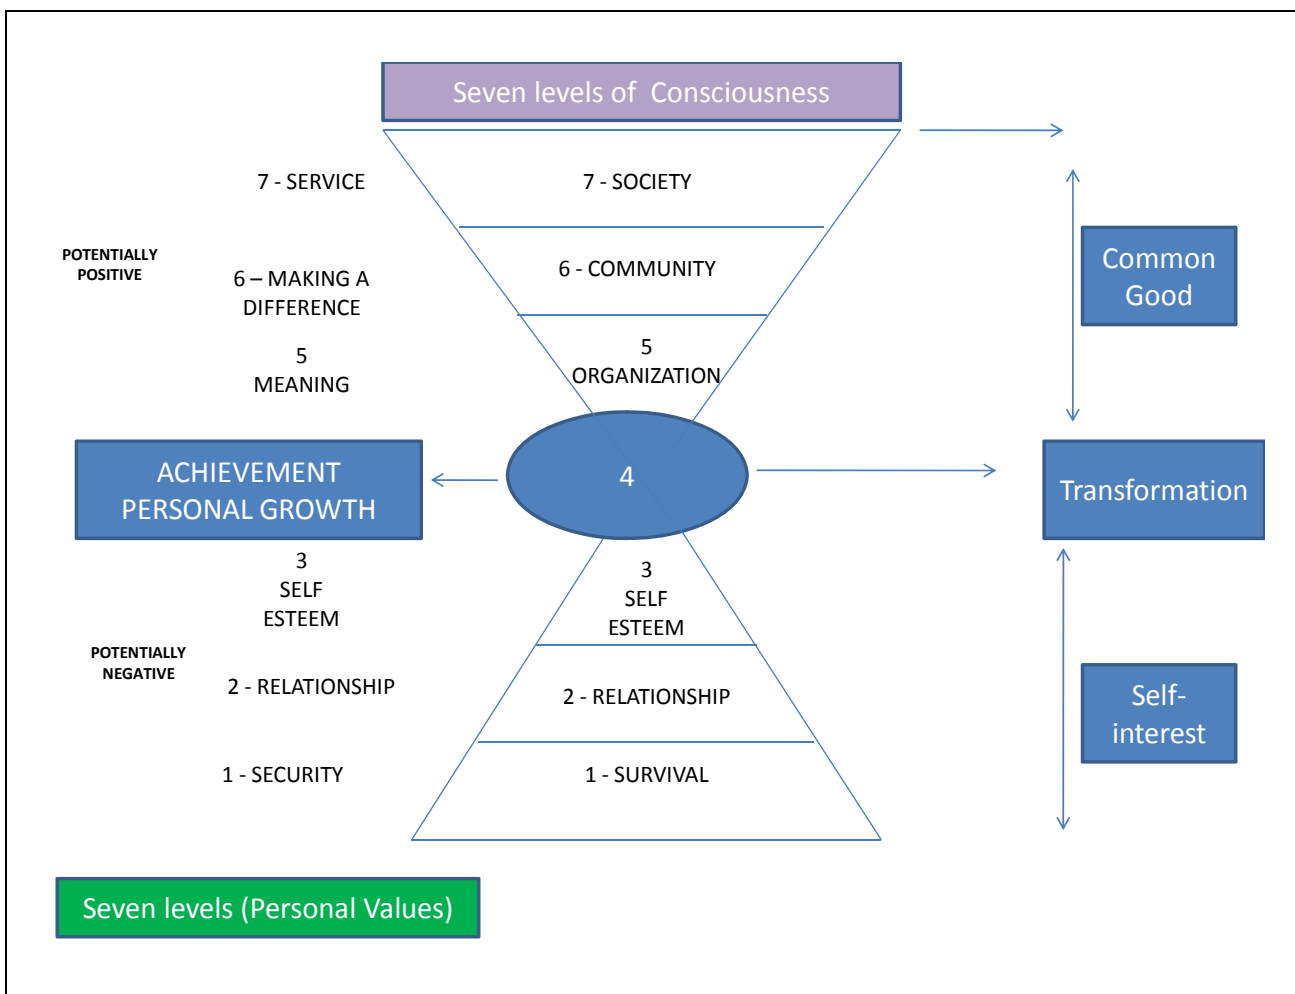 Seven levels of  Consciousness
7 - SERVICE
7 - SOCIETY
POTENTIALLY
POSITIVE
6 – MAKING A
DIFFERENCE
6 - COMMUNITY
Common
Good
5
MEANING
5
ORGANIZATION
ACHIEVEMENT
PERSONAL GROWTH
4
Transformation
3
SELF
ESTEEM
3
SELF
ESTEEM
POTENTIALLY
NEGATIVE
2 - RELATIONSHIP
2 - RELATIONSHIP
Self-
interest
1 - SECURITY
1 - SURVIVAL
Seven levels (Personal Values)